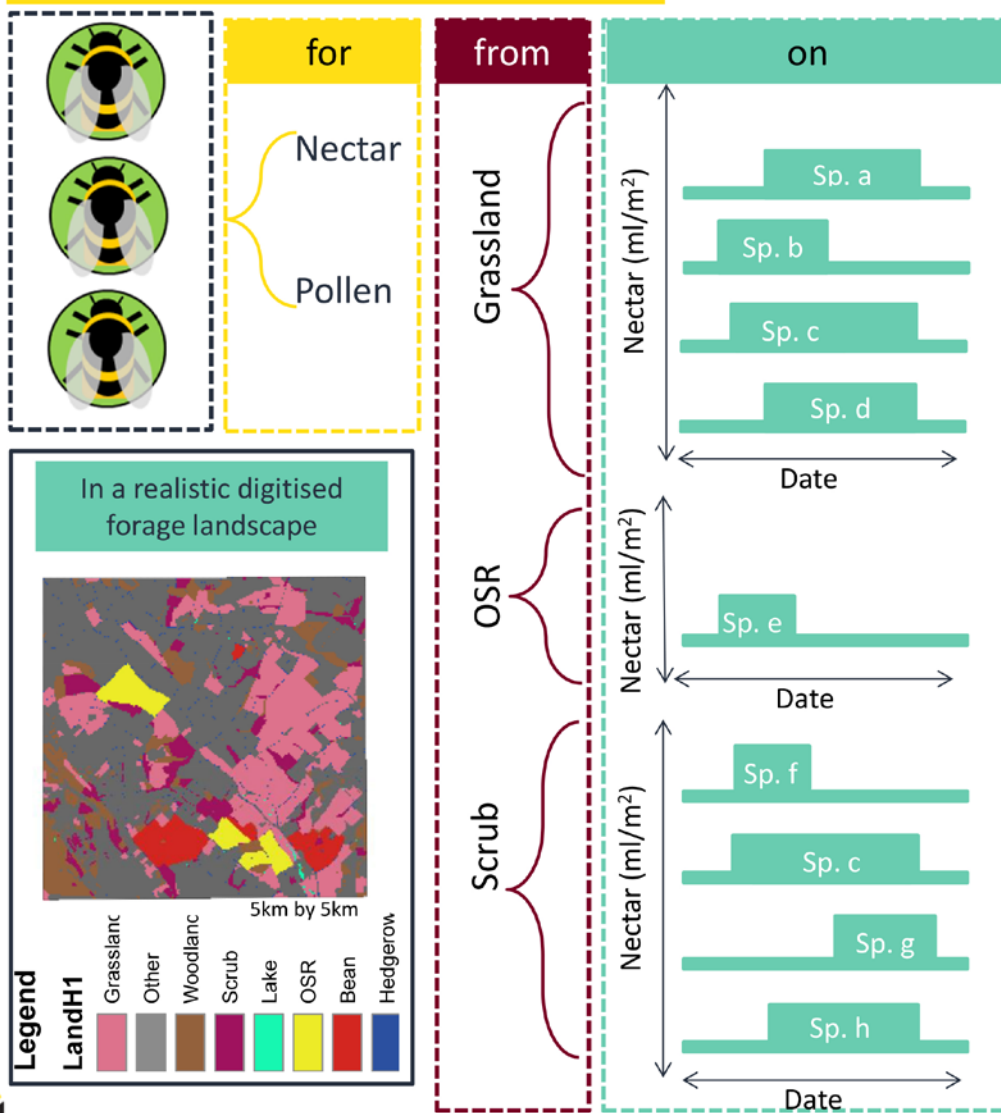 for
Nectar
Pollen
from
Grassland
OSR
Scrub
on
Nectar (ml/m²)
Sp. a
Sp. b
Sp. c
Sp. d
Date
Nectar (ml/m²)
Sp. e
Date
Nectar (ml/m²)
Sp. f
Sp. c
Sp. g
Sp. h
Date
In a realistic digitised
forage landscape
5km by 5km
Legend
LandH1
Grassland
Other
Woodland
Scrub
Lake
OSR
Bean
Hedgerow